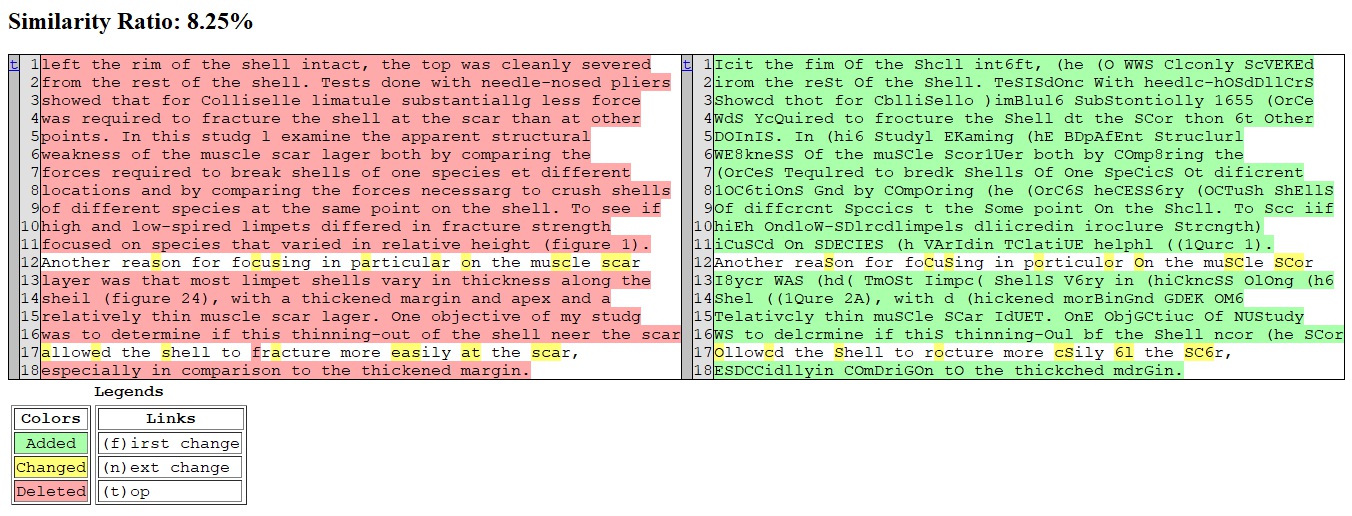 Similarity Ratio: 8.25%
t 1 left the rim of the shell intact, the top was cleanly severed
2 from the rest of the shell. Tests done with needle-nosed pliers
3 showed that for Colliselle limatule substantiallg less force
4 was required to fracture the shell at the scar than at other
5 points. In this studg l examine the apparent structural
6 weakness of the muscle scar lager both by comparing the
7 forces required to break shells of one species et different
8 locations and by comparing the forces necessarg to crush shells
9 of different species at the same point on the shell. To see if
10 high and low-spired limpets differed in fracture strength
11 focused on species that varied in relative height (figure 1).
12 Another reason for focusing in particular on the muscle scar
13 layer was that most limpet shells vary in thickness along the
14 sheil (figure 24), with a thickened margin and apex and a
15 relatively thin muscle scar lager. One objective of my studg
16 was to determine if this thinning-out of the shell neer the scar
17 allowed the shell to fracture more easily at the scar,
18 especially in comparison to the thickened margin.
t 1 Icit the fim Of the Shcll int6ft, (he (O WWS Clconly ScVEKEd
2 irom the reSt Of the Shell. TeSISdOnc With heedlc-hOSdDllCrS
3 Showcd thot for CblliSello )imBlul6 SubStontiolly 1655 (OrCe
4 WdS YcQuired to frocture the Shell dt the SCor thon 6t Other
5 DOInIS. In (hi6 Studyl EKaming (hE BDpAfEnt Struclurl
6 WE8kneSS Of the muSCle Scor1Uer both by COmp8ring the
7 (OrCeS Tequlred to bredk Shells Of One SpeCicS Ot dificrent
8 1OC6tiOnS Gnd by COmpOring (he (OrC6S heCESS6ry (OCTuSh ShEllS
9 Of diffcrcnt Spccics t the Some point On the Shcll. To Scc iif
10 hiEh OndloW-SDlrcdlimpels dliicredin iroclure Strcngth)
11 iCuSCd On SDECIES (h VArIdin TClatiUE helphl ((1Qurc 1).
12 Another reaSon for foCuSing in porticulor On the muSCle SCor
13 I8ycr WAS (hd( TmOSt Iimpc( ShellS V6ry in (hiCkncSS OlOng (h6
14 Shel ((1Qure 2A), with d (hickened morBinGnd GDEK OM6
15 Telativcly thin muSCle SCar IdUET. OnE ObjGCtiuc Of NUStudy
16 WS to delcrmine if thiS thinning-Oul bf the Shell ncor (he SCor
17 Ollowcd the Shell to rocture more cSily 6l the SC6r,
18 ESDCCidllyin COmDriGOn tO the thickched mdrGin.
Legends
Colors
Added
Changed
Deleted
Links
(f)irst change
(n)ext change
(t)op